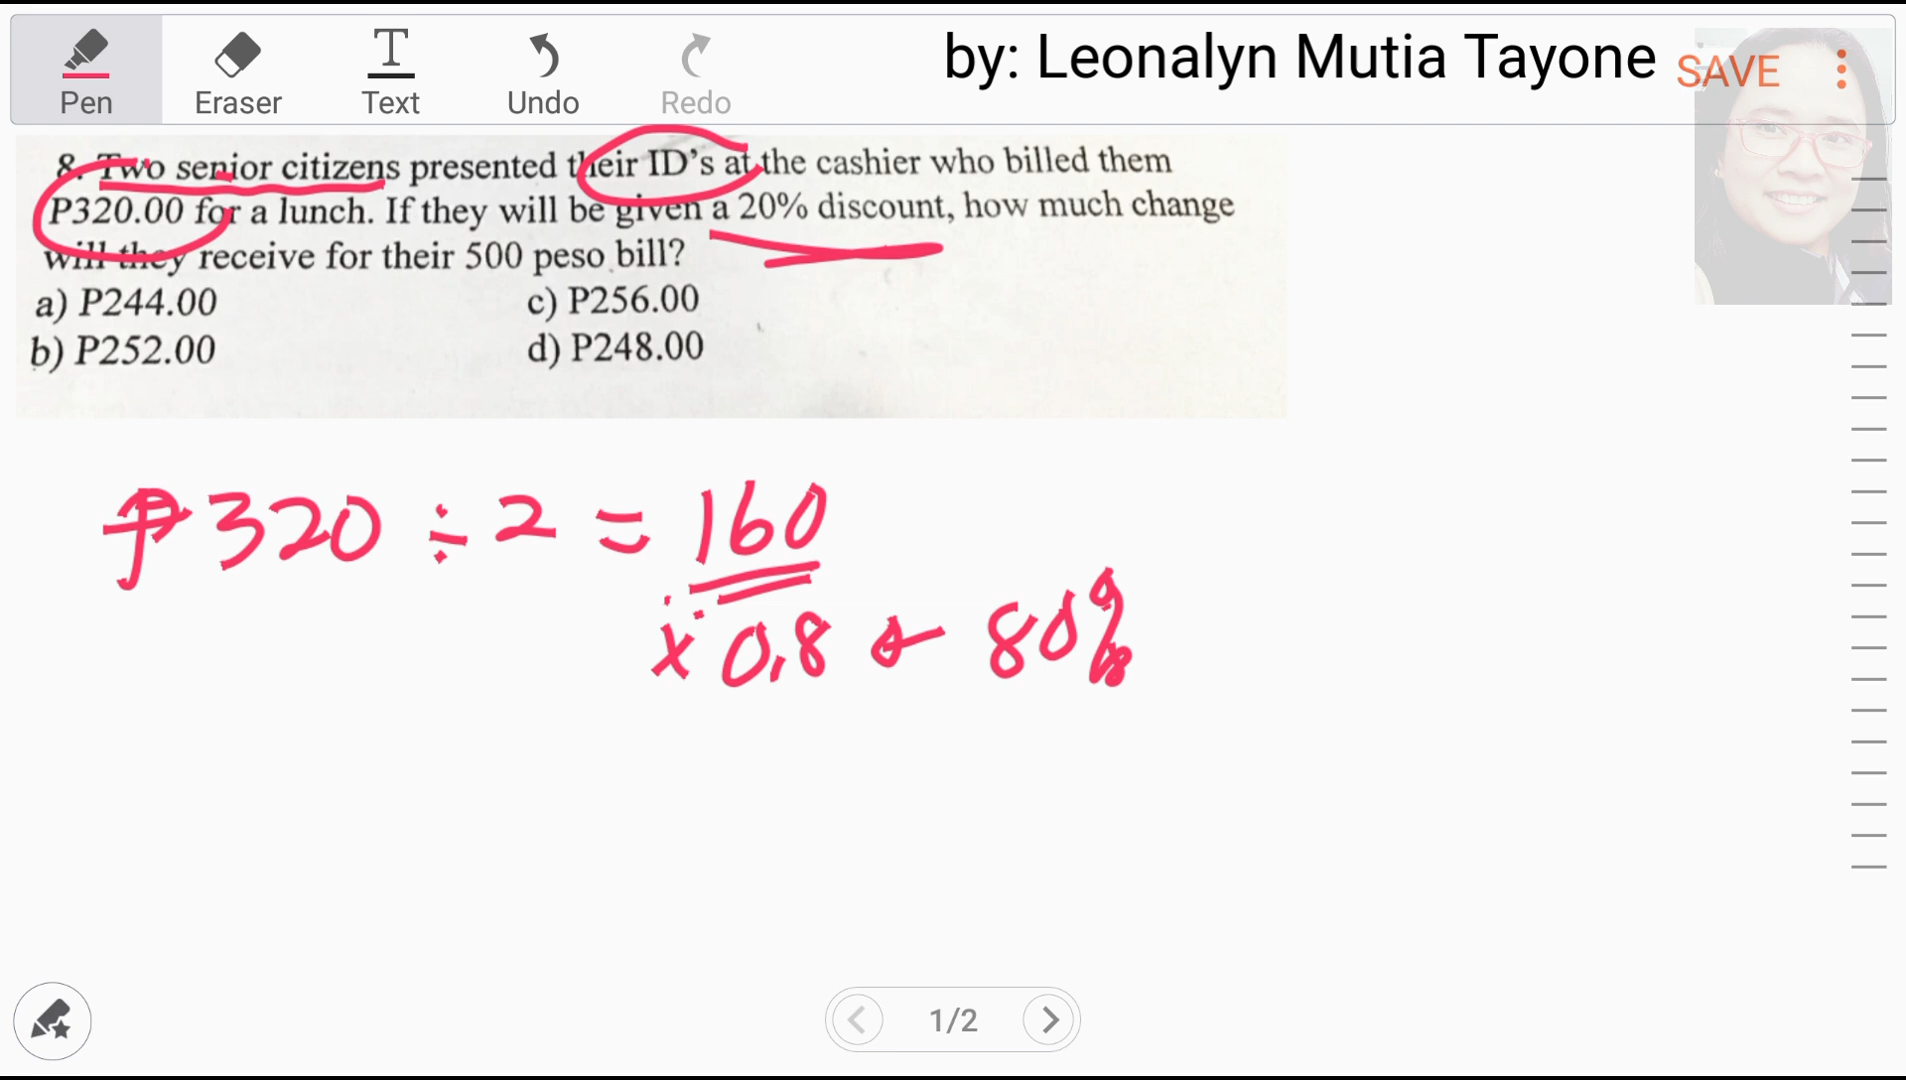 by: Leonalyn Mutia Tayone
SAVE
Pen Eraser Text Undo Redo
8. Two senior citizens presented their ID's at the cashier who billed them
P320.00 for a lunch. If they will be given a 20% discount, how much change
will they receive for their 500 peso bill?
a) P244.00 c) P256.00
b) P252.00 d) P248.00
₱320 ÷ 2 = 160
x 0.8 80%
1/2